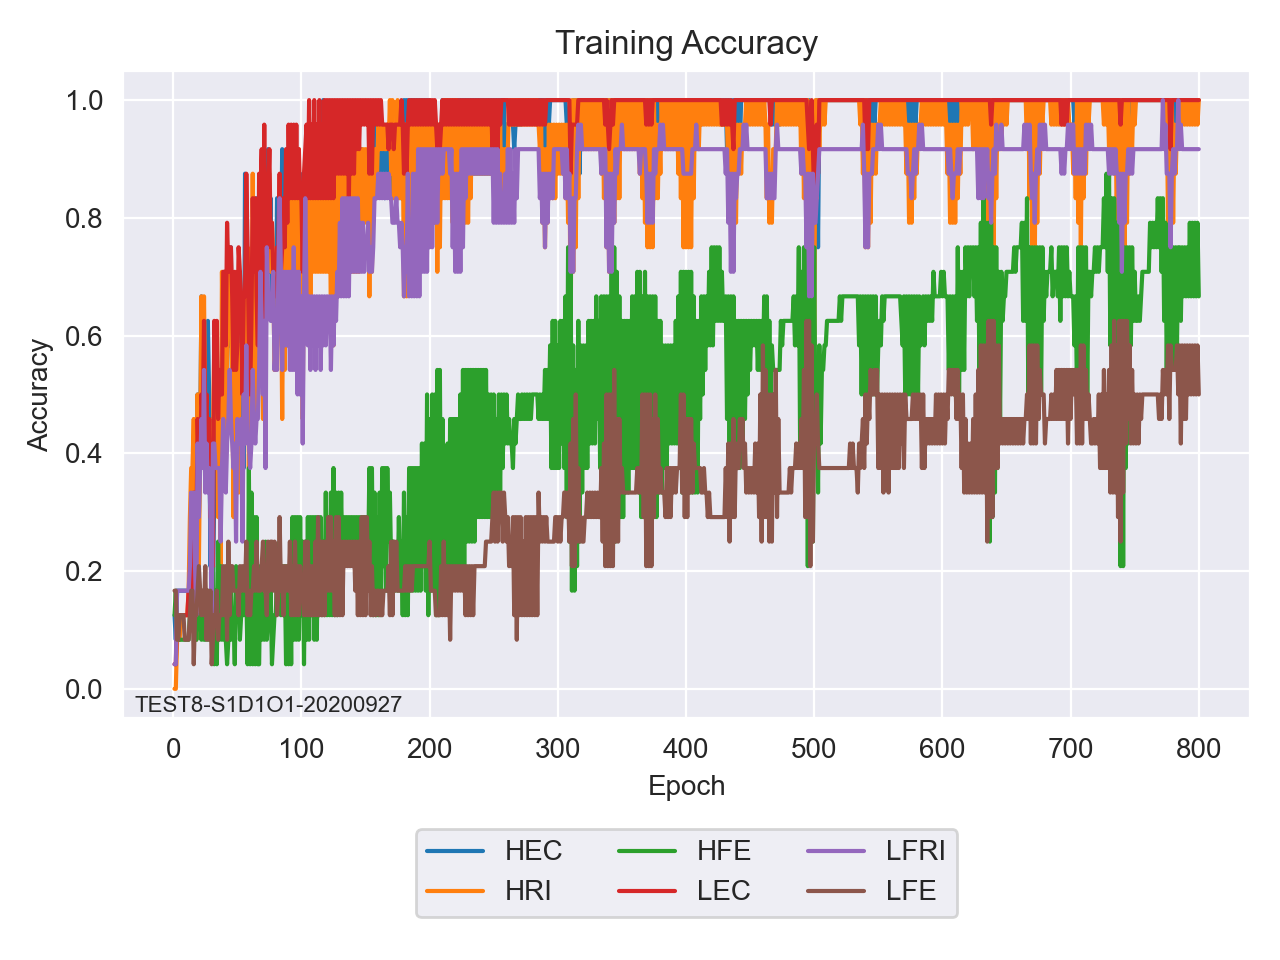 Training Accuracy
1.0
0.8
0.6
0.4
0.2
0.0
Accuracy
TEST8-S1D1O1-20200927
0 100 200 300 400 500 600 700 800
Epoch
HEC HFE LFRI
HRI LEC LFE